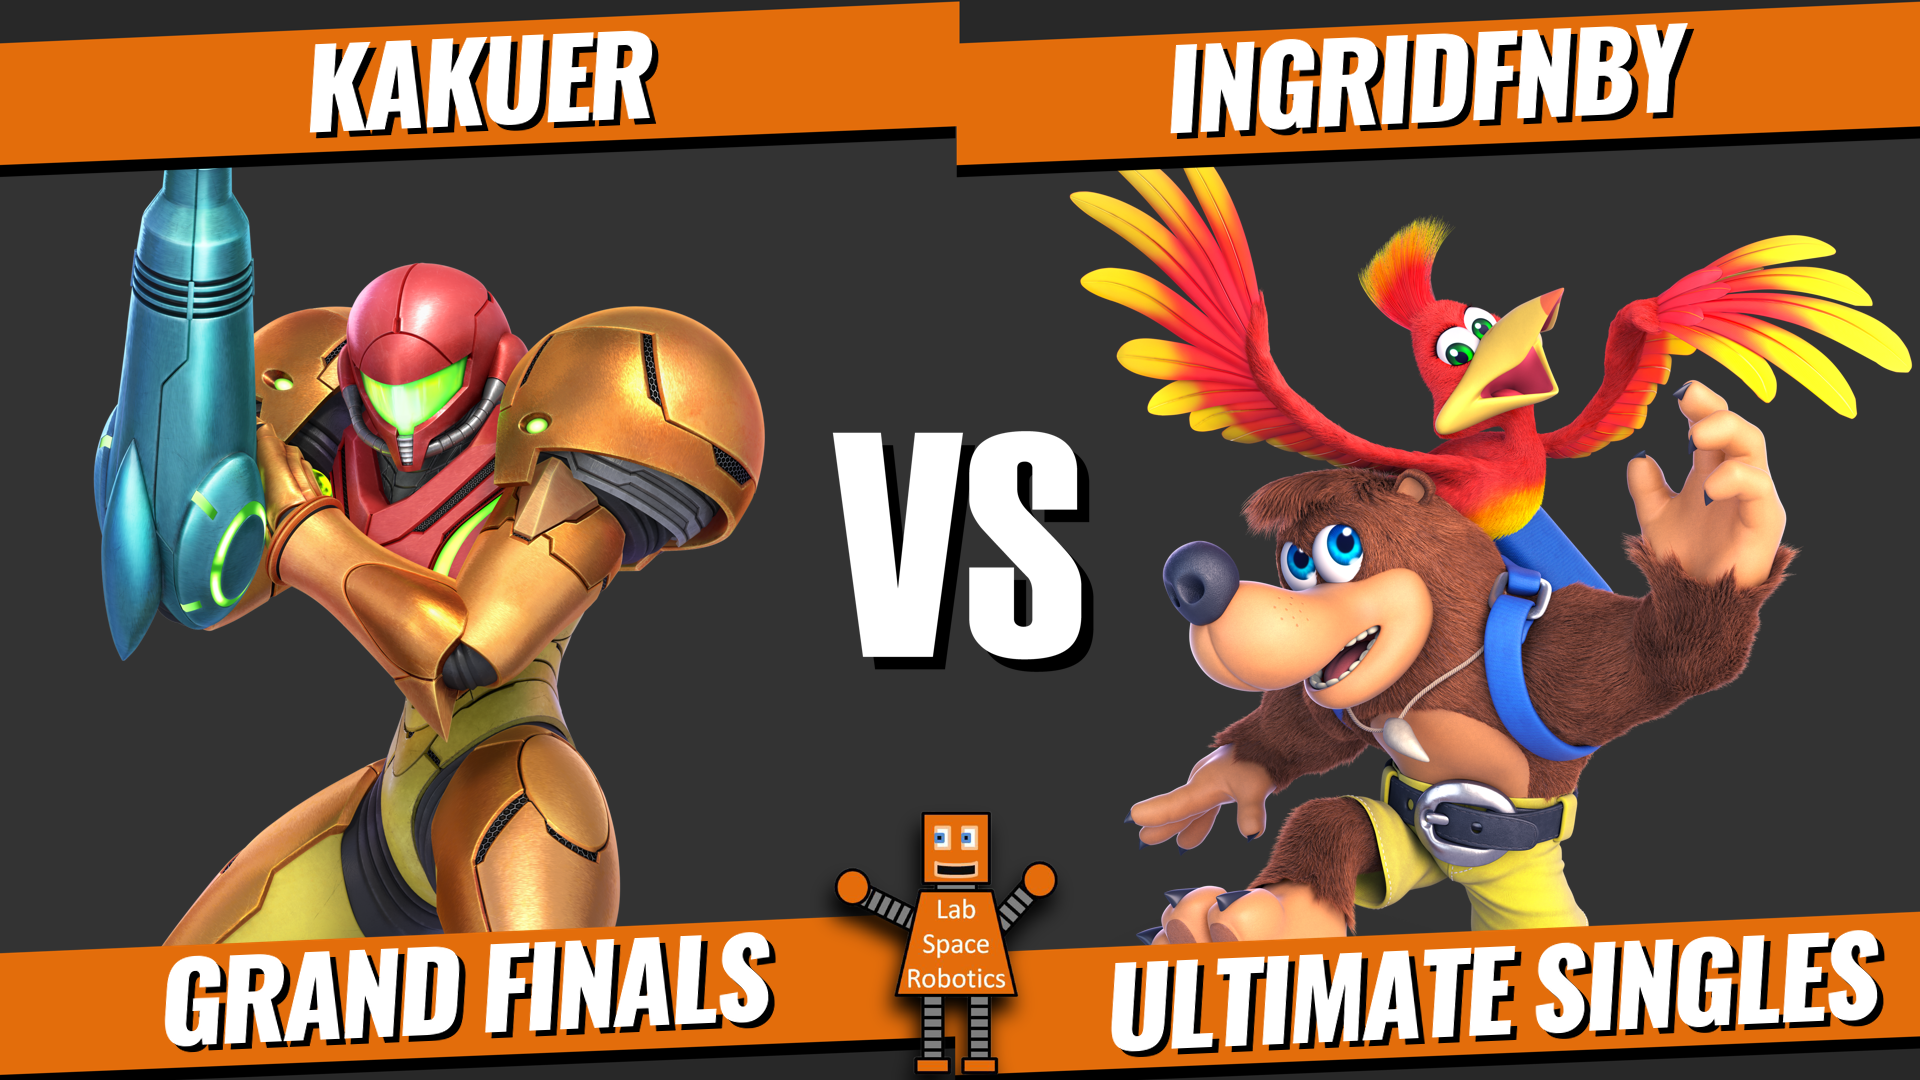 KAKUER
INGRIDFNBY
VS
GRAND FINALS
Lab
Space
Robotics
ULTIMATE SINGLES